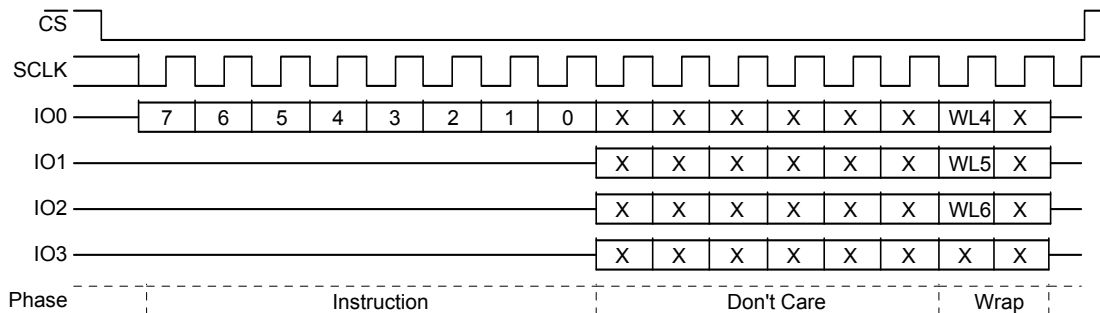 CS
SCLK
IO0 7 6 5 4 3 2 1 0 X X X X X X WL4 X
IO1 X X X X X X WL5 X
IO2 X X X X X X WL6 X
IO3 X X X X X X X X
Phase Instruction Don't Care Wrap